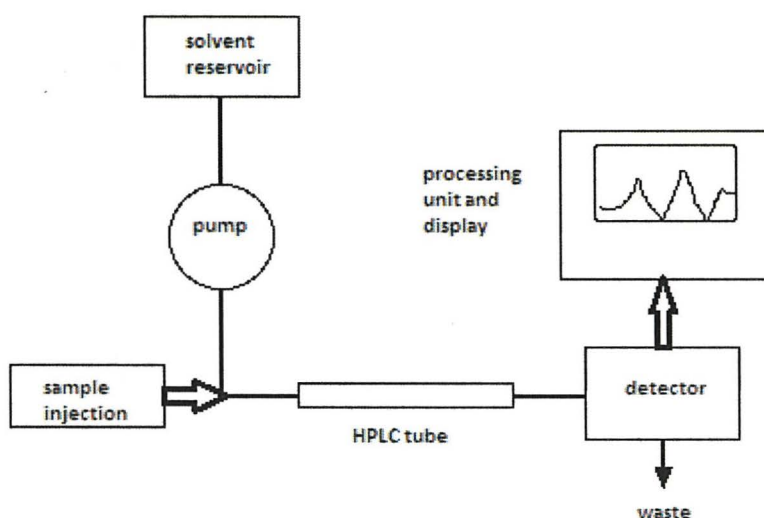 solvent
reservoir
pump
processing
unit and
display
sample
injection
HPLC tube
detector
waste